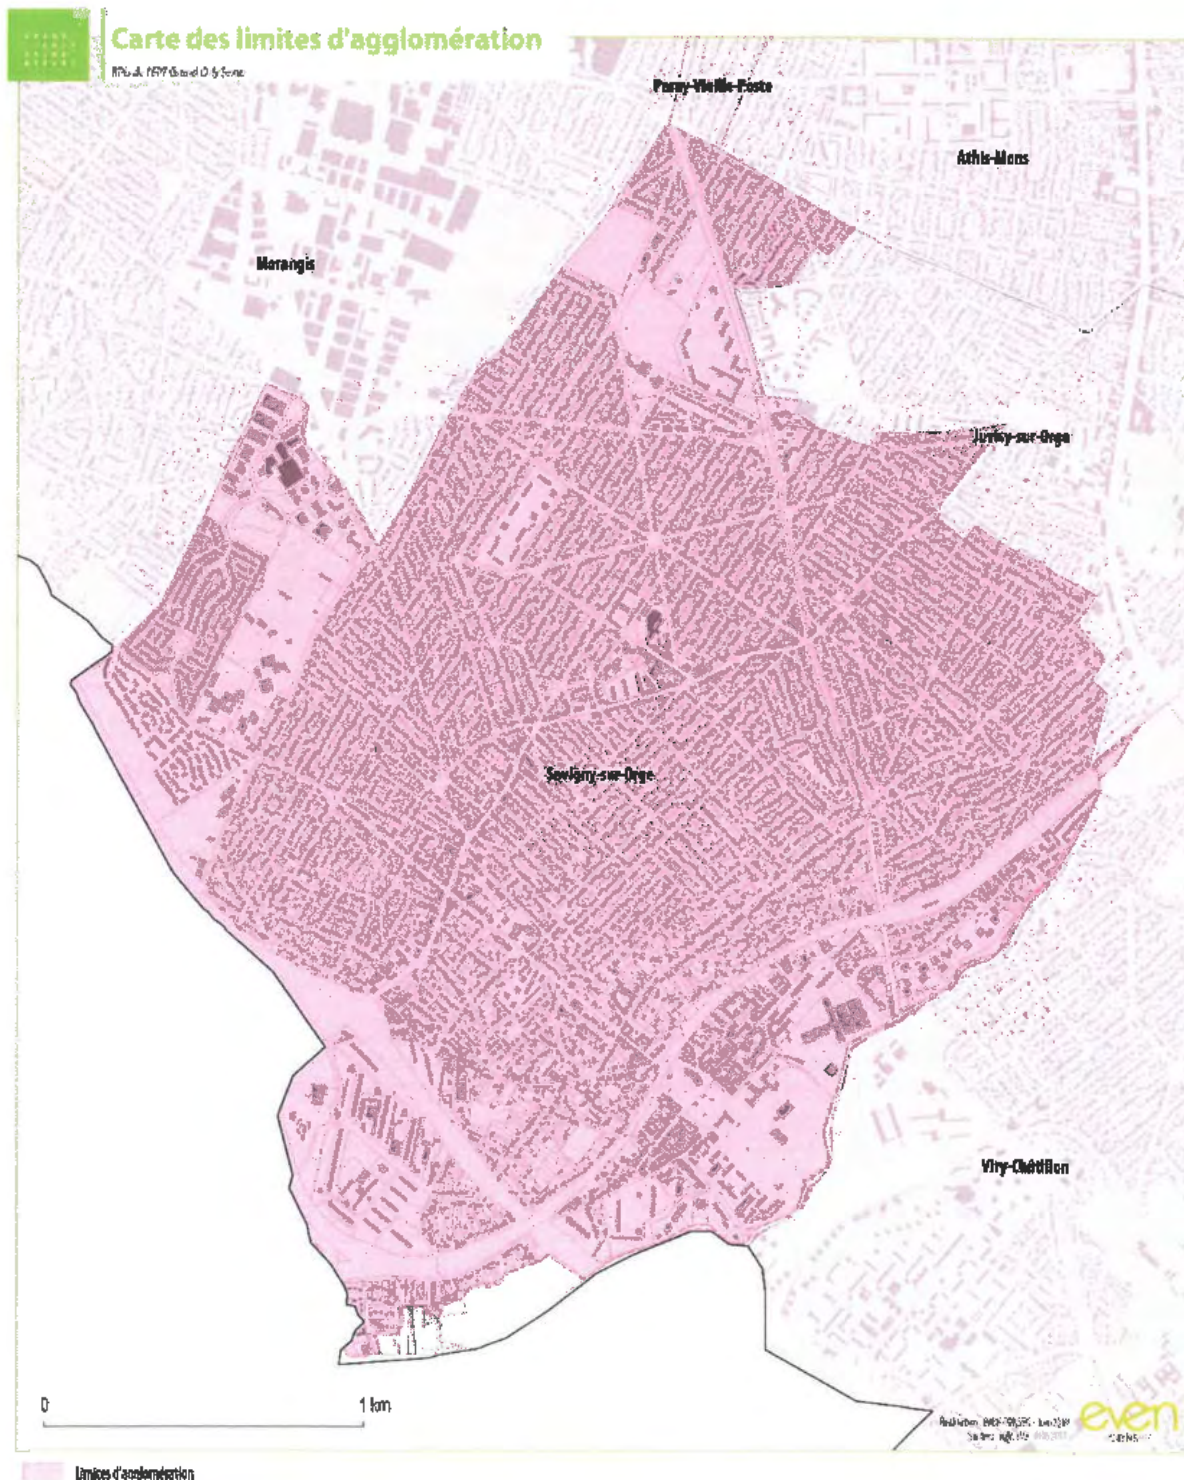 Carte des limites d'agglomération
Paray-Vieille-Poste
Athis-Mons
Morangis
Juvisy-sur-Orge
Savigny-sur-Orge
Viry-Châtillon
0
1 km
even
Limites d'agglomération